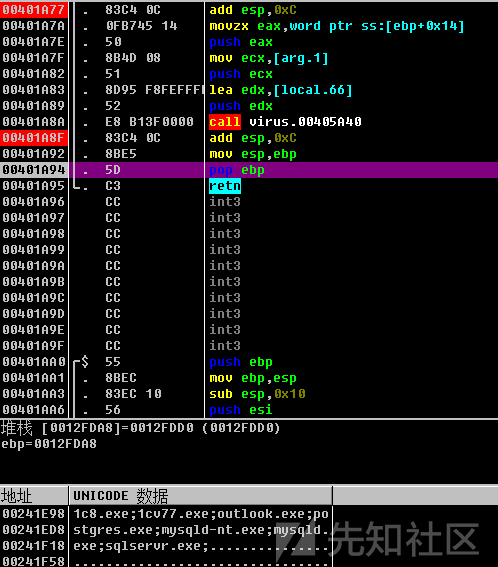 00401A77 . 83C4 0C add esp,0xC
00401A7A . 0FB745 14 movzx eax,word ptr ss:[ebp+0x14]
00401A7E . 50 push eax
00401A7F . 8B4D 08 mov ecx,[arg.1]
00401A82 . 51 push ecx
00401A83 . 8D95 F8FEFFFF lea edx,[local.66]
00401A89 . 52 push edx
00401A8A . E8 B13F0000 call virus.00405A40
00401A8F . 83C4 0C add esp,0xC
00401A92 . 8BE5 mov esp,ebp
00401A94 . 5D pop ebp
00401A95 . C3 retn
00401A96 CC int3
00401A97 CC int3
00401A98 CC int3
00401A99 CC int3
00401A9A CC int3
00401A9B CC int3
00401A9C CC int3
00401A9D CC int3
00401A9E CC int3
00401A9F CC int3
00401AA0 $ 55 push ebp
00401AA1 . 8BEC mov ebp,esp
00401AA3 . 83EC 10 sub esp,0x10
00401AA6 . 56 push esi
堆栈 [0012FDA8]=0012FDD0 (0012FDD0)
ebp=0012FDA8
地址 UNICODE 数据
00241E98 1c8.exe;1cv77.exe;outlook.exe;po
00241ED8 stgres.exe;mysqld-nt.exe;mysqld.
00241F18 exe;sqlservr.exe;...............
00241F58 ................................
先知社区